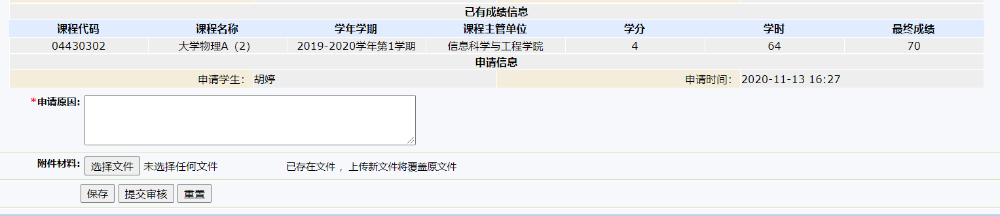 已有成绩信息
课程代码 课程名称 学年学期 课程主管单位 学分 学时 最终成绩
04430302 大学物理A（2） 2019-2020学年第1学期 信息科学与工程学院 4 64 70
申请信息
申请学生： 胡婷 申请时间： 2020-11-13 16:27
*申请原因:
附件材料: 选择文件 未选择任何文件 已存在文件 ，上传新文件将覆盖原文件
保存 提交审核 重置